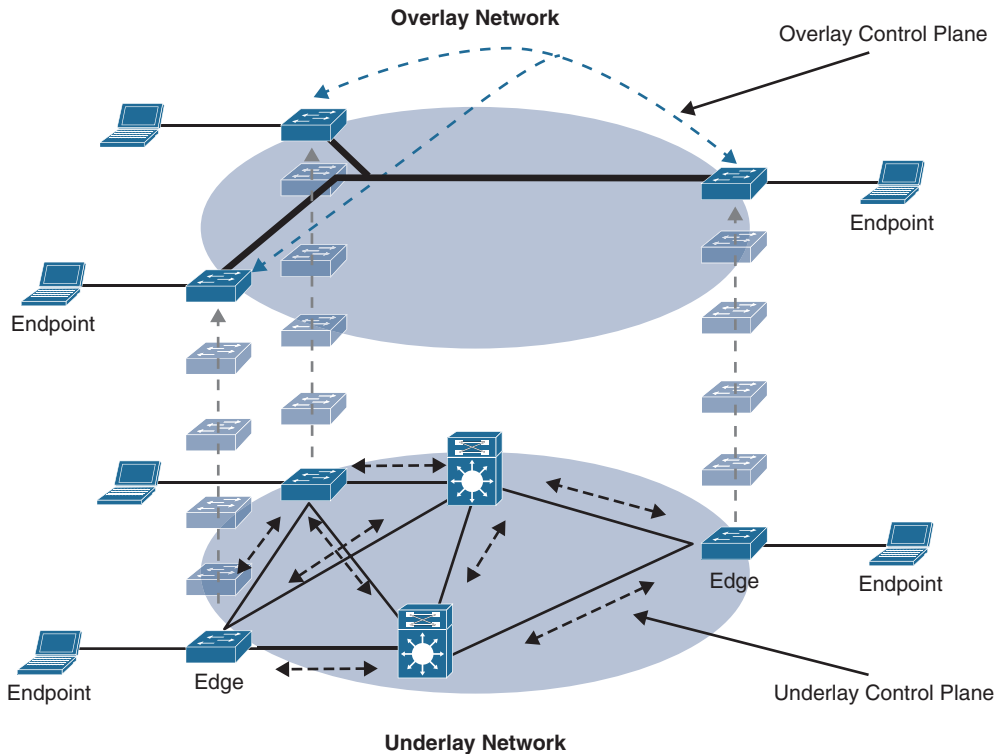 Overlay Network
Overlay Control Plane
Endpoint
Endpoint
Edge
Endpoint
Endpoint
Edge
Underlay Control Plane
Underlay Network